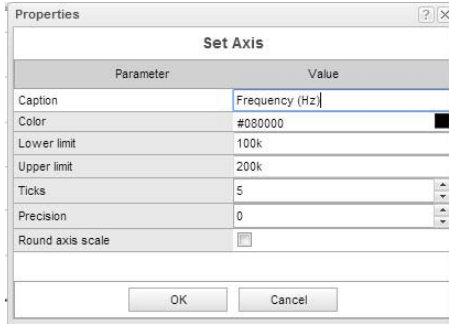 Properties
Set Axis
Parameter Value
Caption Frequency (Hz)
Color #080000
Lower limit 100k
Upper limit 200k
Ticks 5
Precision 0
Round axis scale
OK Cancel